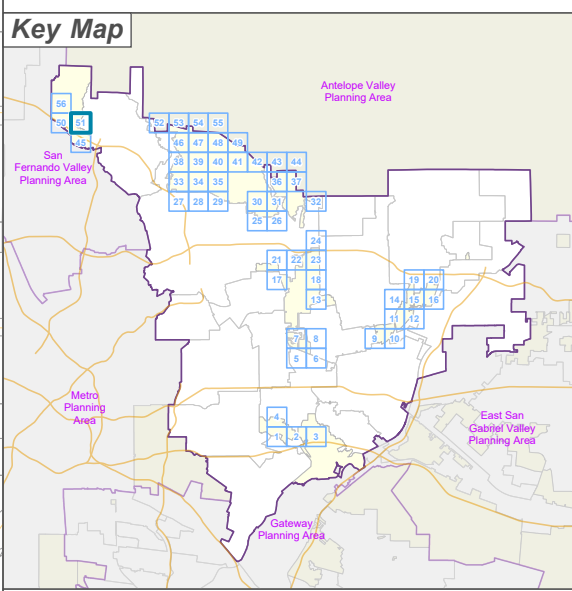 Key Map
Antelope Valley
Planning Area
56
50 51
45
San
Fernando Valley
Planning Area
52 53 54 55
46 47 48 49
38 39 40 41 42 43 44
33 34 35 36 37
27 28 29 30 31 32
25 26
24
21 22 23
17 18
13
19 20
14 15 16
11 12
9 10
7 8
5 6
Metro
Planning
Area
4
1 2 3
East San
Gabriel Valley
Planning Area
Gateway
Planning Area